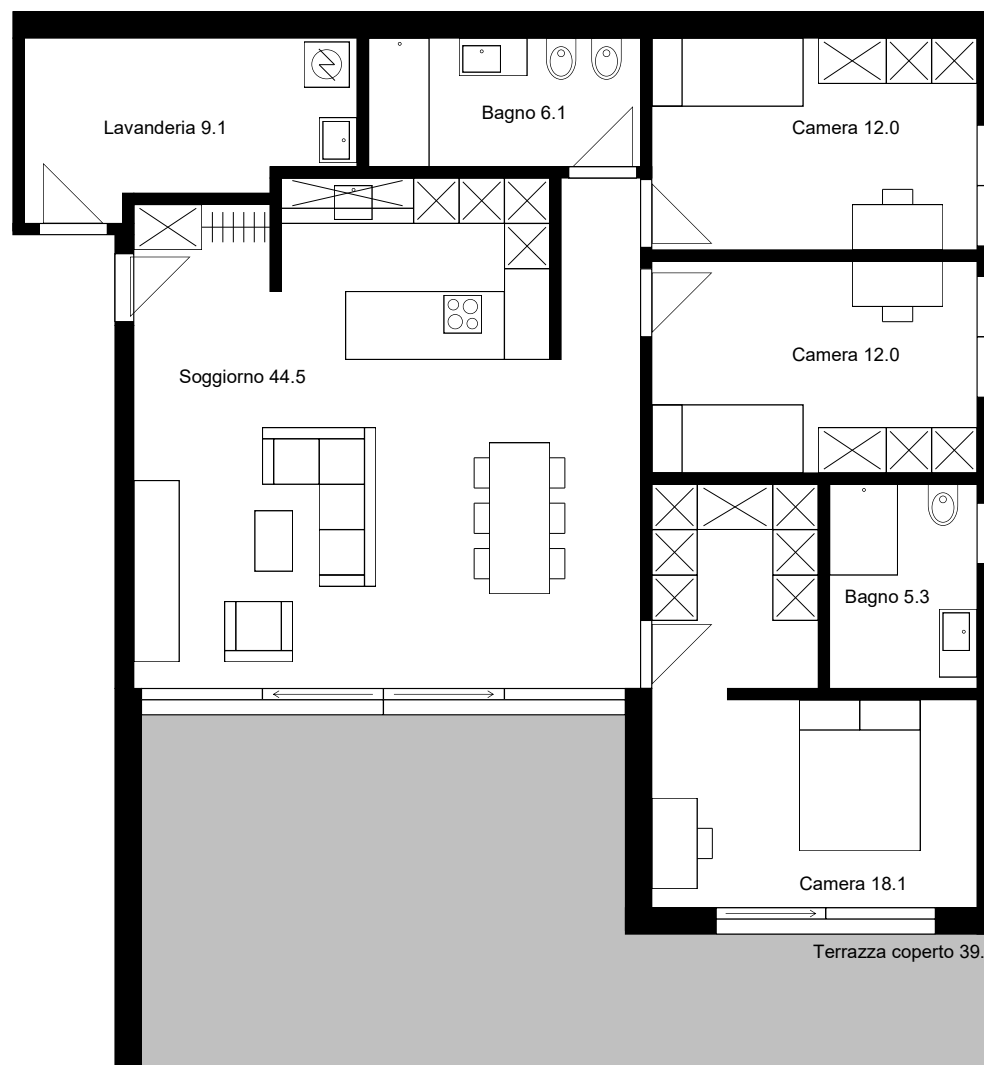 Bagno 6.1
Lavanderia 9.1
Camera 12.0
Camera 12.0
Soggiorno 44.5
Bagno 5.3
Camera 18.1
Terrazza coperto 39.